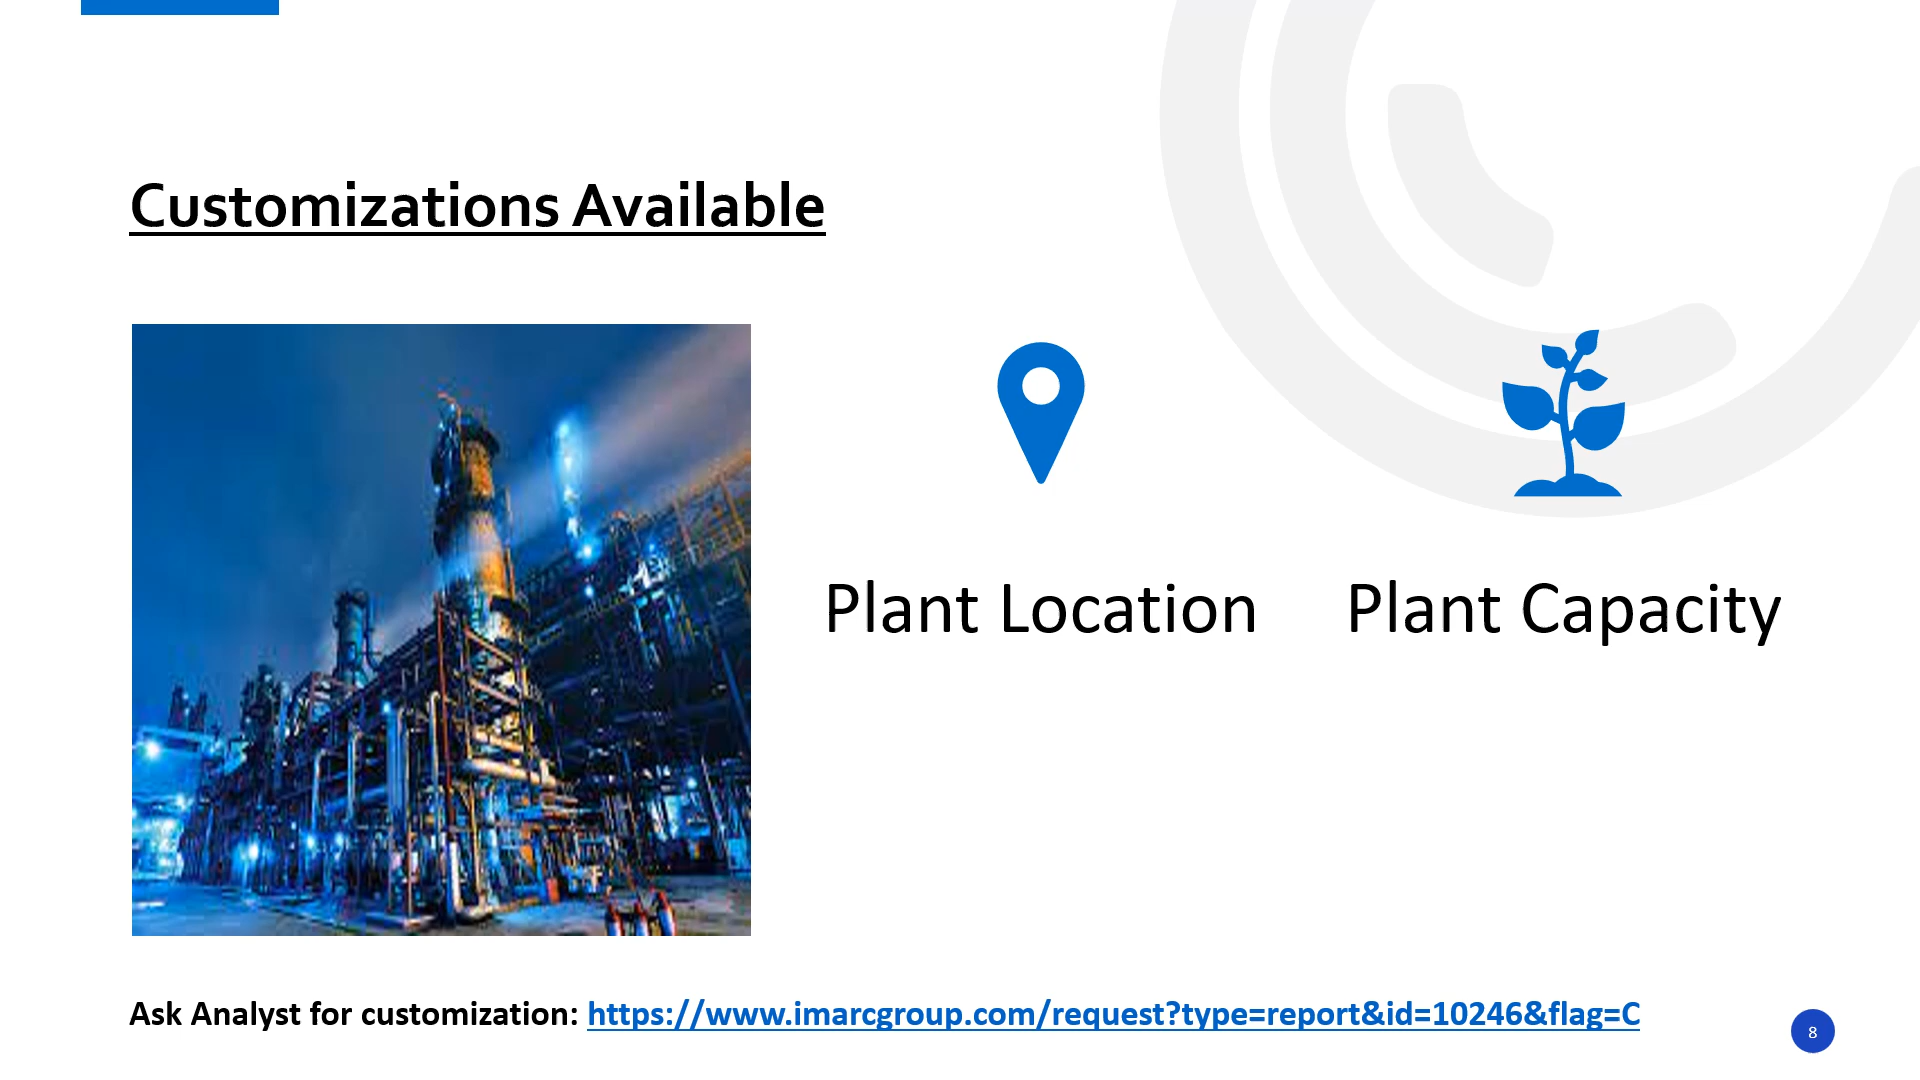 Customizations Available
Plant Location
Plant Capacity
Ask Analyst for customization: https://www.imarcgroup.com/request?type=report&id=10246&flag=C
8